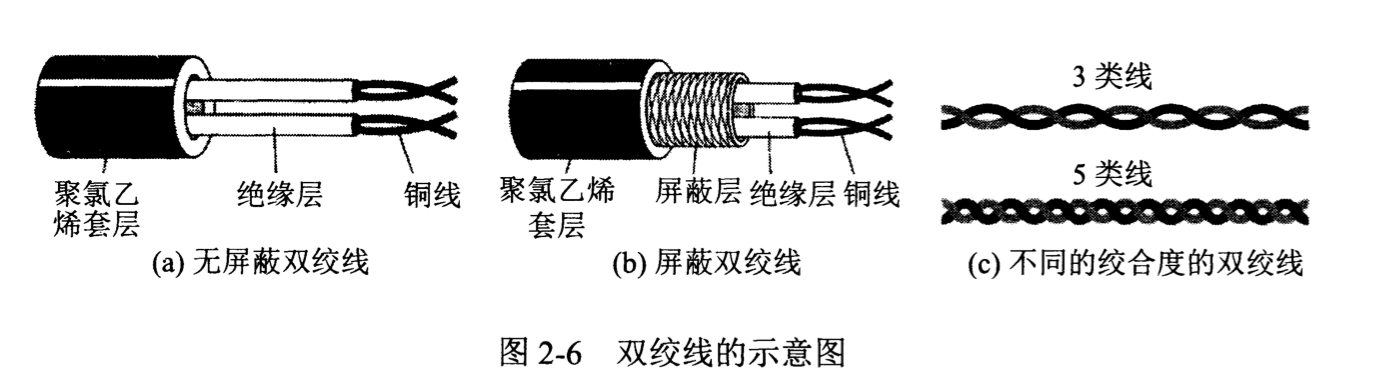 聚氯乙
烯套层
绝缘层
铜线
(a) 无屏蔽双绞线
聚氯乙烯
套层
屏蔽层
绝缘层
铜线
(b) 屏蔽双绞线
3 类线
5 类线
(c) 不同的绞合度的双绞线
图 2-6 双绞线的示意图